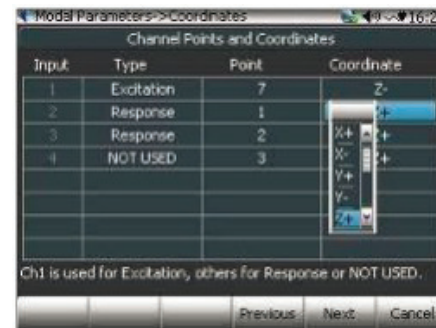 Modal Parameters->Coordinates
Channel Points and Coordinates
Input Type Point Coordinate
1 Excitation 7 Z-
2 Response 1 Z+
3 Response 2 Z+
4 NOT USED 3 Z+
X+
X-
Y+
Y-
Z+
Ch1 is used for Excitation, others for Response or NOT USED.
Previous Next Cancel